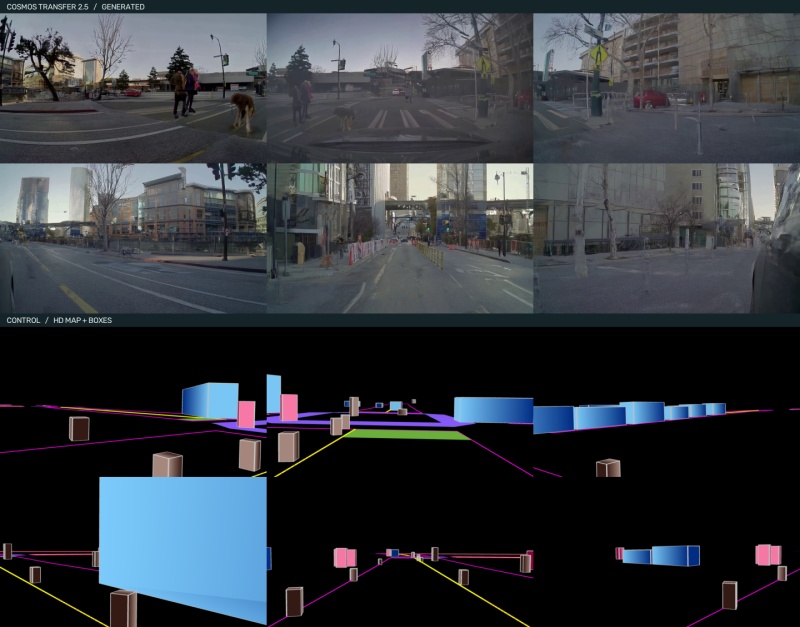 COSMOS TRANSFER 2.5 / GENERATED
CONTROL / HD MAP + BOXES